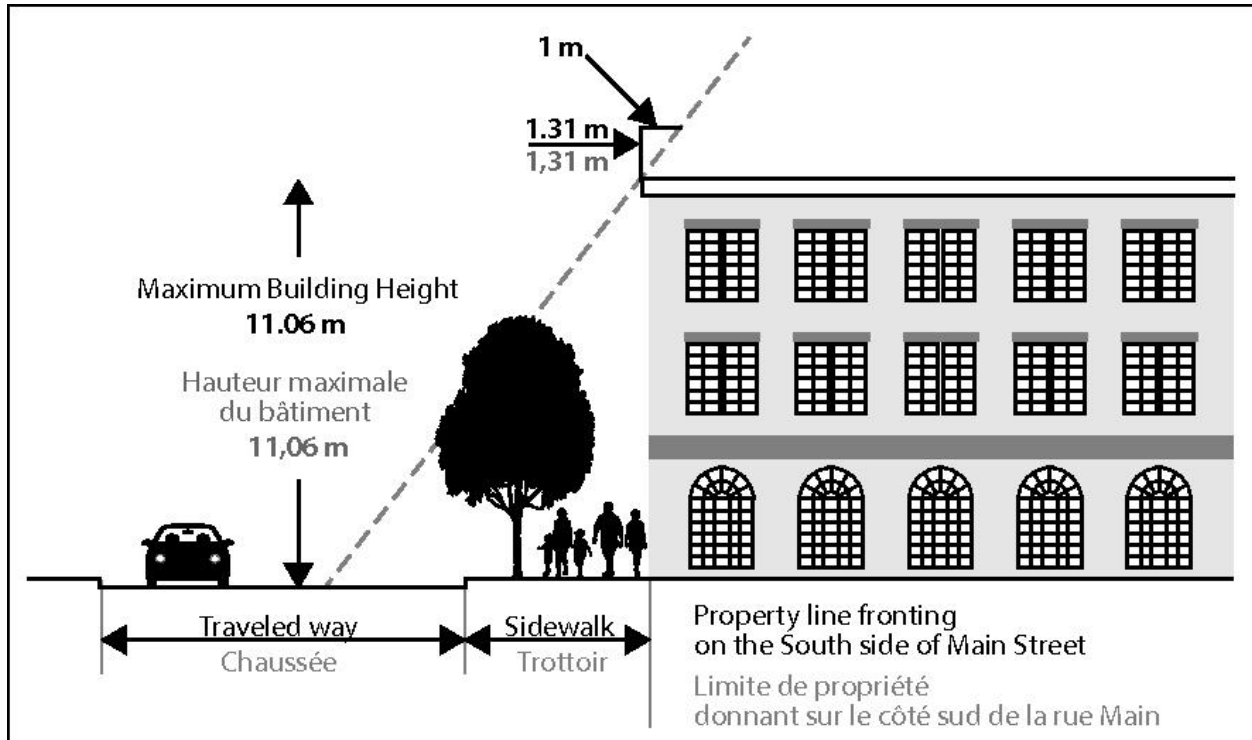 1 m
1.31 m
1,31 m
Maximum Building Height
11.06 m
Hauteur maximale
du bâtiment
11,06 m
Traveled way
Chaussée
Sidewalk
Trottoir
Property line fronting
on the South side of Main Street
Limite de propriété
donnant sur le côté sud de la rue Main